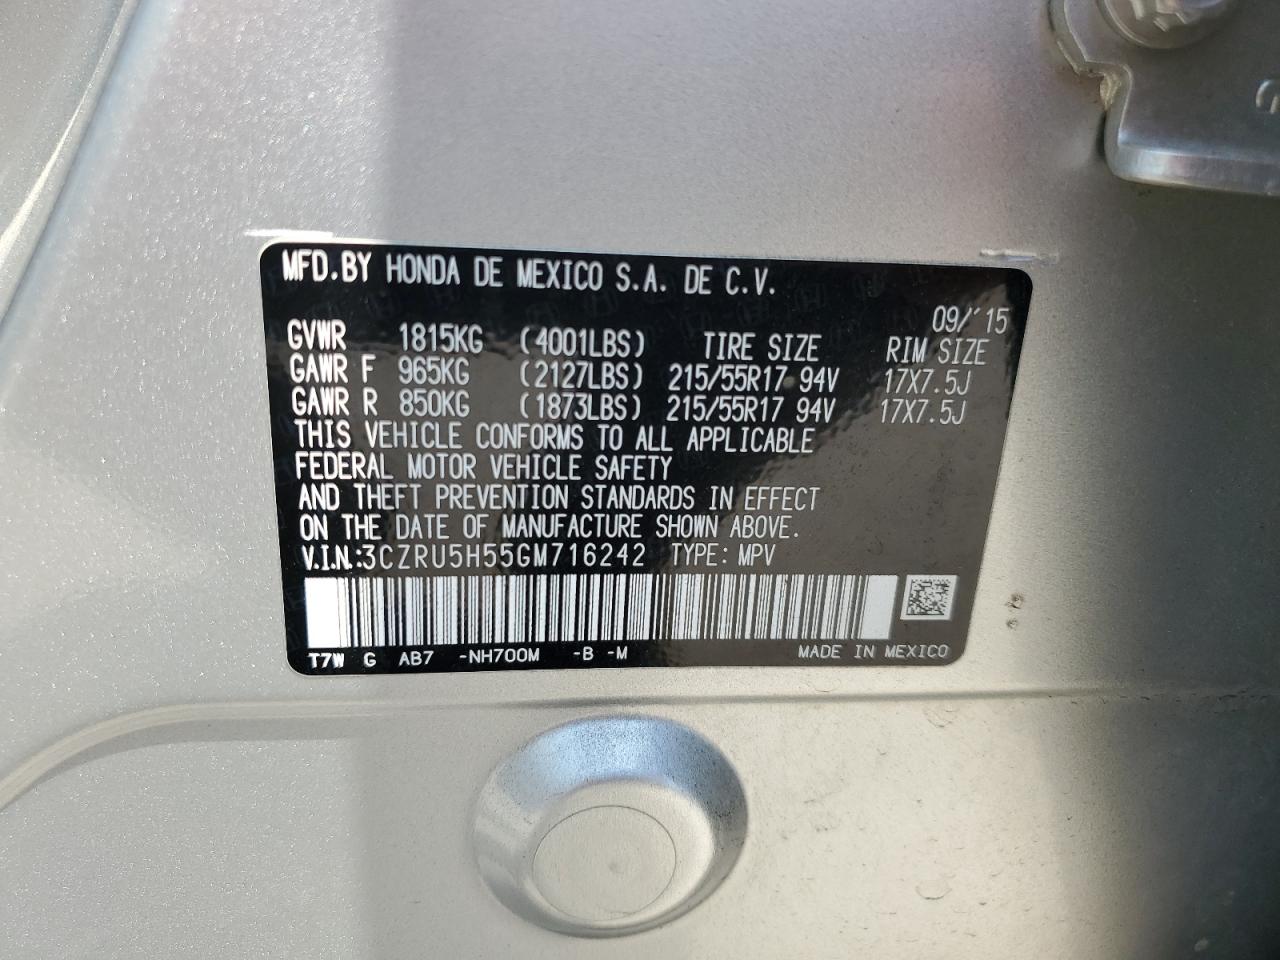 MFD.BY HONDA DE MEXICO S.A. DE C.V.
09/'15
GVWR 1815KG (4001LBS) TIRE SIZE RIM SIZE
GAWR F 965KG (2127LBS) 215/55R17 94V 17X7.5J
GAWR R 850KG (1873LBS) 215/55R17 94V 17X7.5J
THIS VEHICLE CONFORMS TO ALL APPLICABLE
FEDERAL MOTOR VEHICLE SAFETY
AND THEFT PREVENTION STANDARDS IN EFFECT
ON THE DATE OF MANUFACTURE SHOWN ABOVE.
V.I.N.:3CZRU5H55GM716242 TYPE: MPV
T7W G AB7 -NH700M -B -M MADE IN MEXICO